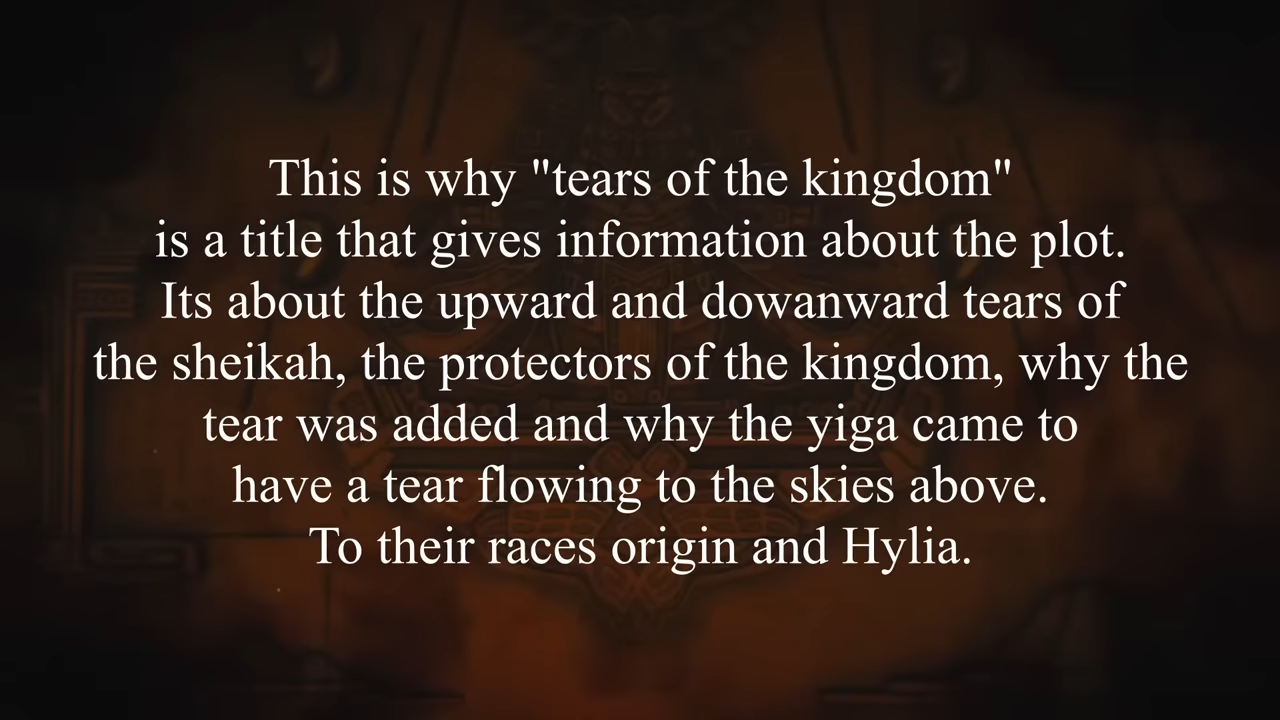 This is why "tears of the kingdom"
is a title that gives information about the plot.
Its about the upward and dowanward tears of
the sheikah, the protectors of the kingdom, why the
tear was added and why the yiga came to
have a tear flowing to the skies above.
To their races origin and Hylia.